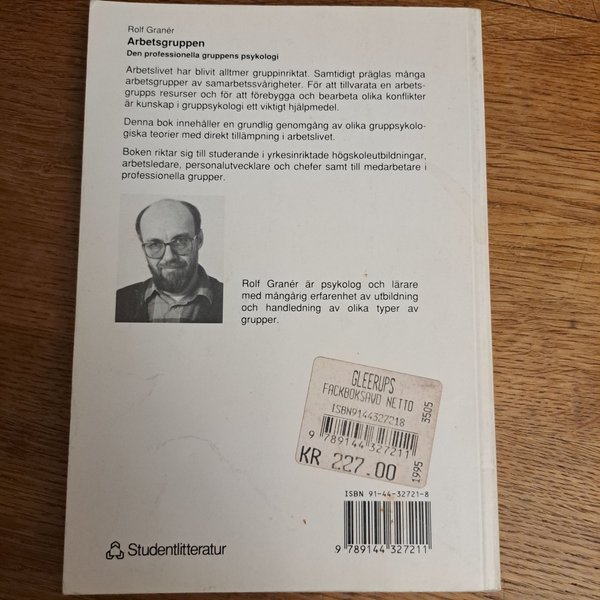 Rolf Granér
Arbetsgruppen
Den professionella gruppens psykologi
Arbetslivet har blivit alltmer gruppinriktat. Samtidigt präglas många
arbetsgrupper av samarbetssvårigheter. För att tillvarata en arbets-
grupps resurser och för att förebygga och bearbeta olika konflikter
är kunskap i gruppsykologi ett viktigt hjälpmedel.
Denna bok innehåller en grundlig genomgång av olika gruppsykolo-
giska teorier med direkt tillämpning i arbetslivet.
Boken riktar sig till studerande i yrkesinriktade högskoleutbildningar,
arbetsledare, personalutvecklare och chefer samt till medarbetare i
professionella grupper.
Rolf Granér är psykolog och lärare
med mångårig erfarenhet av utbildning
och handledning av olika typer av
grupper.
GLEERUPS
FACKBOKSAVD NETTO
ISBN9144327218
9 789144 327211
KR 227.00
3505
1995
ISBN 91-44-32721-8
9 789144 327211
Studentlitteratur